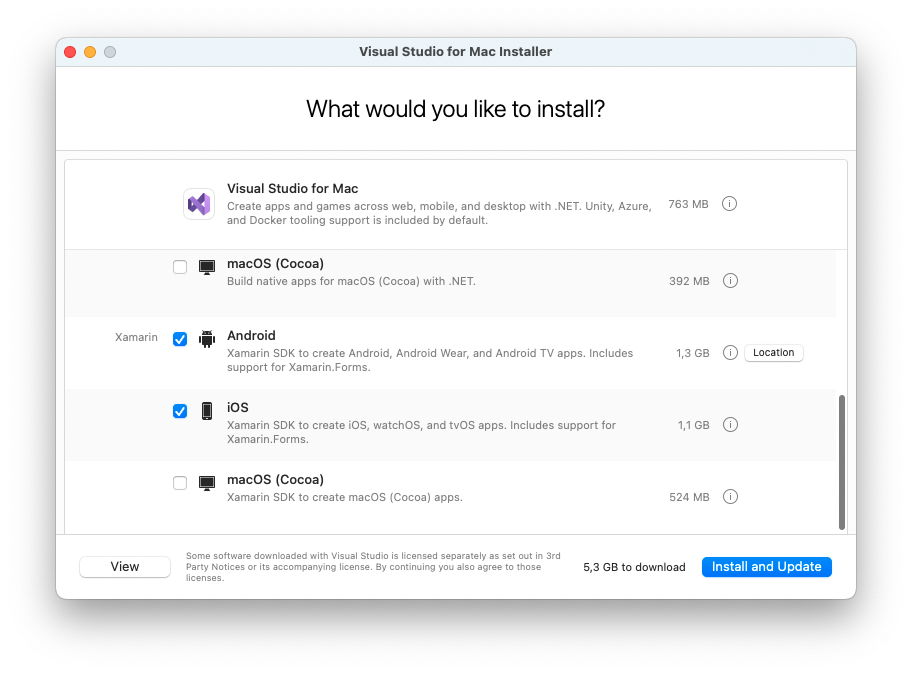 Visual Studio for Mac Installer
What would you like to install?
Visual Studio for Mac
Create apps and games across web, mobile, and desktop with .NET. Unity, Azure,
and Docker tooling support is included by default.
763 MB
macOS (Cocoa)
Build native apps for macOS (Cocoa) with .NET.
392 MB
Xamarin
Android
Xamarin SDK to create Android, Android Wear, and Android TV apps. Includes
support for Xamarin.Forms.
1,3 GB
Location
iOS
Xamarin SDK to create iOS, watchOS, and tvOS apps. Includes support for
Xamarin.Forms.
1,1 GB
macOS (Cocoa)
Xamarin SDK to create macOS (Cocoa) apps.
524 MB
View
Some software downloaded with Visual Studio is licensed separately as set out in 3rd
Party Notices or its accompanying license. By continuing you also agree to those
licenses.
5,3 GB to download
Install and Update